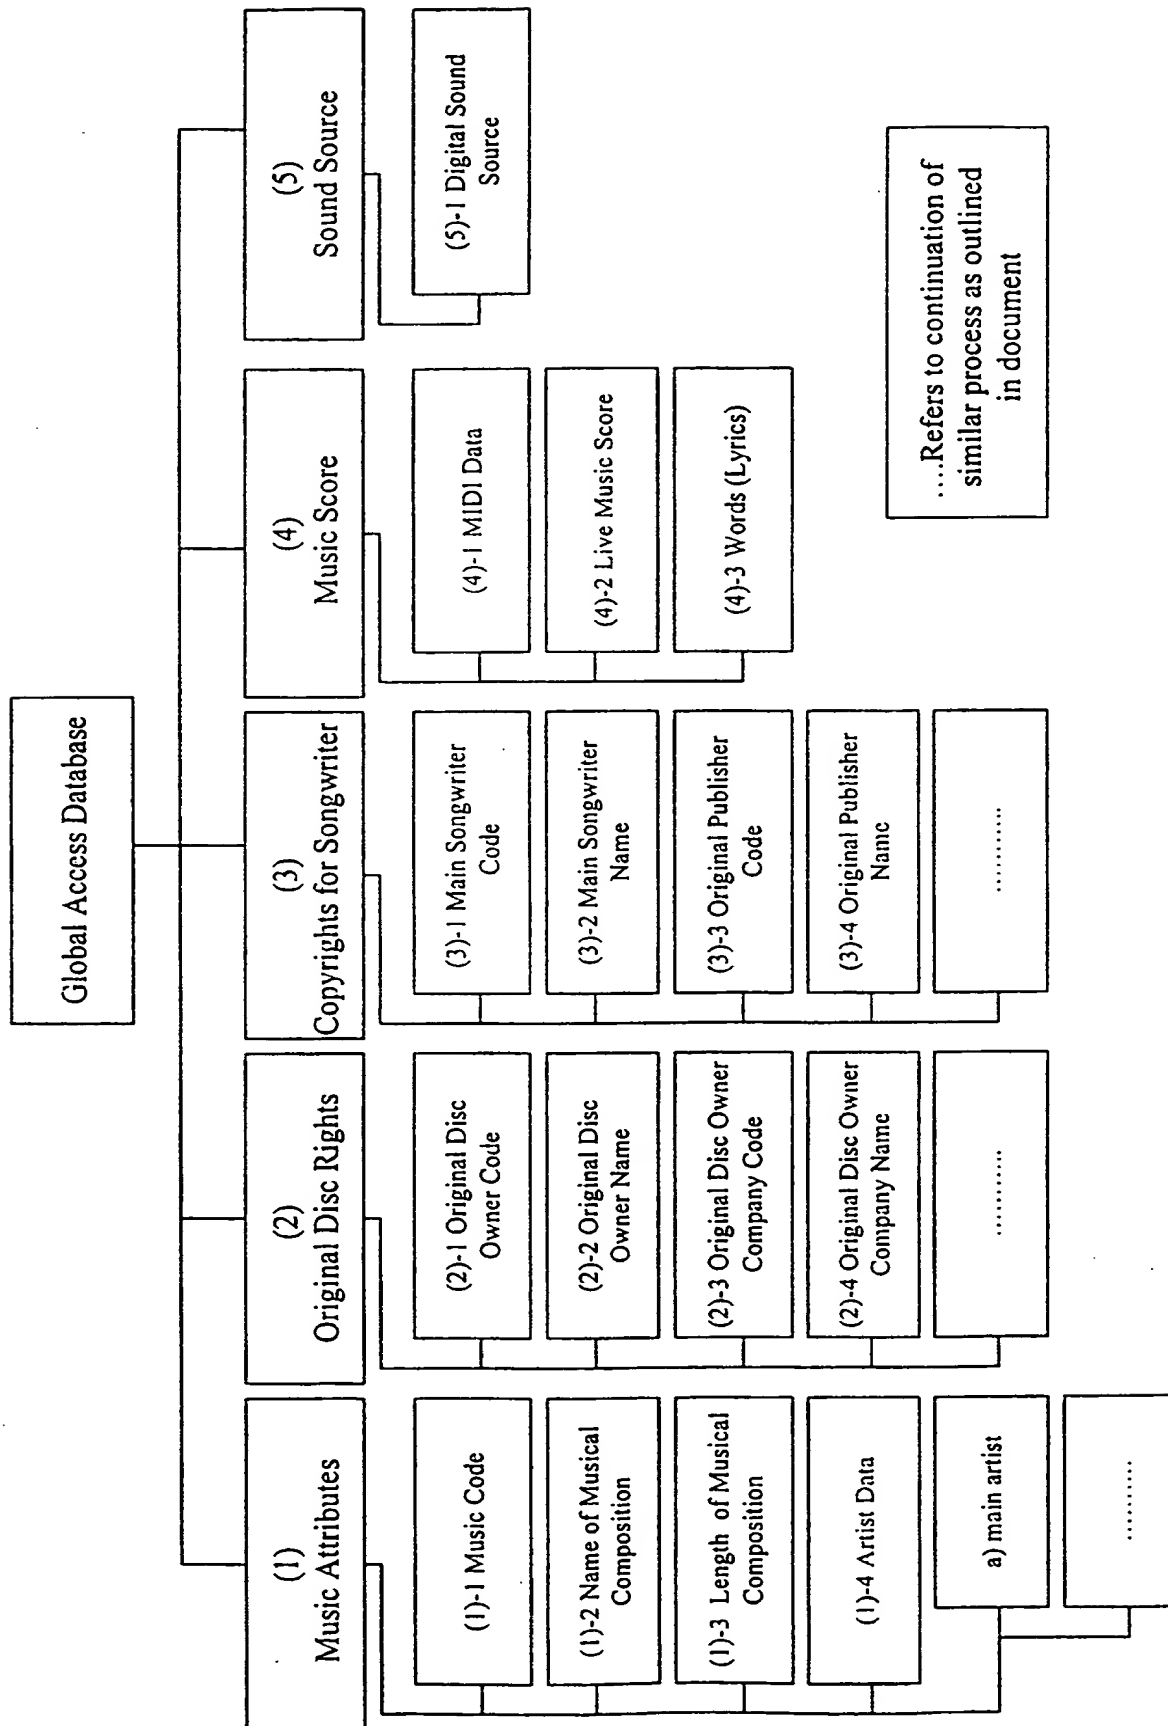 Global Access Database
(1)
Music Attributes
(1)-1 Music Code
(1)-2 Name of Musical
Composition
(1)-3 Length of Musical
Composition
(1)-4 Artist Data
a) main artist
..........
(2)
Original Disc Rights
(2)-1 Original Disc
Owner Code
(2)-2 Original Disc
Owner Name
(2)-3 Original Disc Owner
Company Code
(2)-4 Original Disc Owner
Company Name
..........
(3)
Copyrights for Songwriter
(3)-1 Main Songwriter
Code
(3)-2 Main Songwriter
Name
(3)-3 Original Publisher
Code
(3)-4 Original Publisher
Name
..........
(4)
Music Score
(4)-1 MIDI Data
(4)-2 Live Music Score
(4)-3 Words (Lyrics)
(5)
Sound Source
(5)-1 Digital Sound
Source
....Refers to continuation of
similar process as outlined
in document